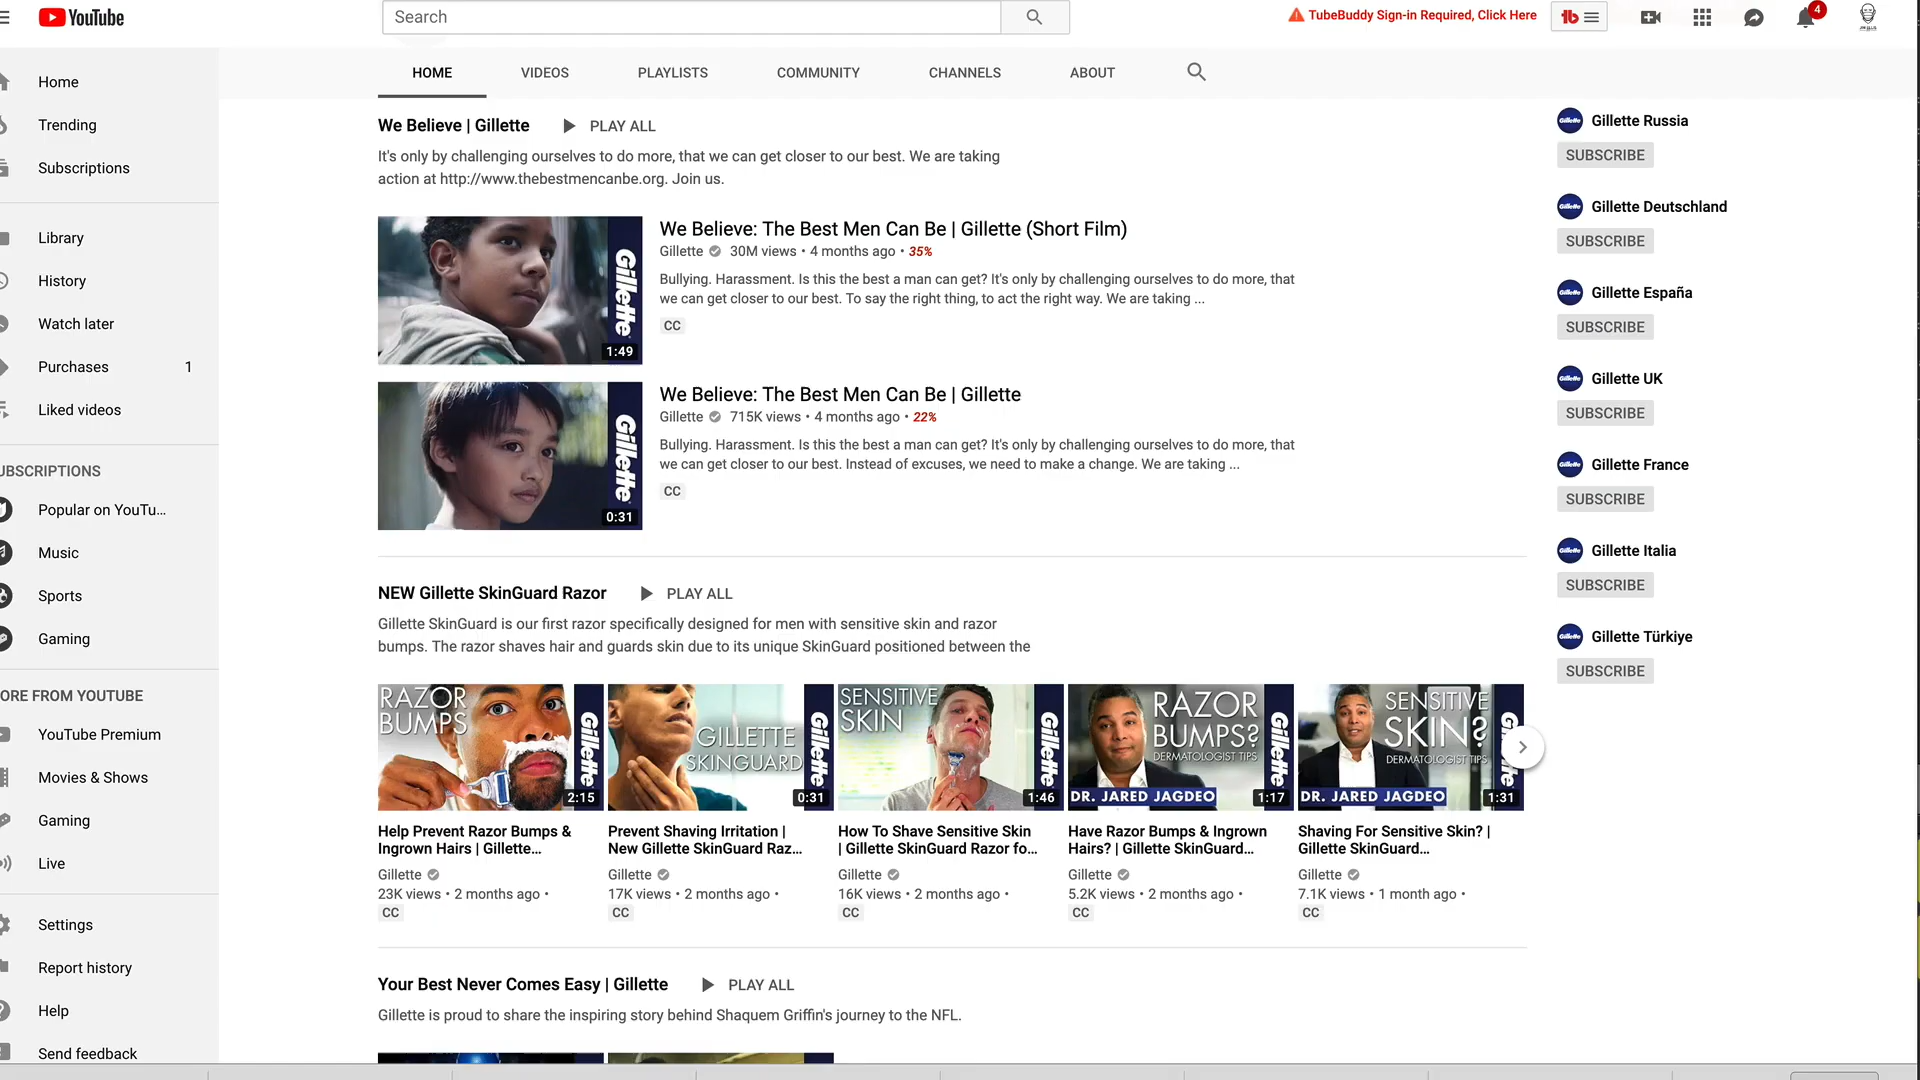 YouTube
Search
TubeBuddy Sign-in Required, Click Here
tb
4
Home
Trending
Subscriptions
Library
History
Watch later
Purchases 1
Liked videos
UBSCRIPTIONS
Popular on YouTu...
Music
Sports
Gaming
ORE FROM YOUTUBE
YouTube Premium
Movies & Shows
Gaming
Live
Settings
Report history
Help
Send feedback
HOME VIDEOS PLAYLISTS COMMUNITY CHANNELS ABOUT
We Believe | Gillette PLAY ALL
It's only by challenging ourselves to do more, that we can get closer to our best. We are taking
action at http://www.thebestmencanbe.org. Join us.
Gillette
1:49
We Believe: The Best Men Can Be | Gillette (Short Film)
Gillette 30M views • 4 months ago • 35%
Bullying. Harassment. Is this the best a man can get? It's only by challenging ourselves to do more, that
we can get closer to our best. To say the right thing, to act the right way. We are taking ...
CC
Gillette
0:31
We Believe: The Best Men Can Be | Gillette
Gillette 715K views • 4 months ago • 22%
Bullying. Harassment. Is this the best a man can get? It's only by challenging ourselves to do more, that
we can get closer to our best. Instead of excuses, we need to make a change. We are taking ...
CC
NEW Gillette SkinGuard Razor PLAY ALL
Gillette SkinGuard is our first razor specifically designed for men with sensitive skin and razor
bumps. The razor shaves hair and guards skin due to its unique SkinGuard positioned between the
RAZOR
BUMPS
Gillette
2:15
Help Prevent Razor Bumps &
Ingrown Hairs | Gillette...
Gillette
23K views • 2 months ago •
CC
GILLETTE
SKINGUARD
Gillette
0:31
Prevent Shaving Irritation |
New Gillette SkinGuard Raz...
Gillette
17K views • 2 months ago •
CC
SENSITIVE
SKIN
Gillette
1:46
How To Shave Sensitive Skin
| Gillette SkinGuard Razor fo...
Gillette
16K views • 2 months ago •
CC
RAZOR
BUMPS?
DERMATOLOGIST TIPS
DR. JARED JAGDEO
Gillette
1:17
Have Razor Bumps & Ingrown
Hairs? | Gillette SkinGuard...
Gillette
5.2K views • 2 months ago •
CC
SENSITIVE
SKIN?
DERMATOLOGIST TIPS
DR. JARED JAGDEO
1:31
Shaving For Sensitive Skin? |
Gillette SkinGuard...
Gillette
7.1K views • 1 month ago •
CC
Your Best Never Comes Easy | Gillette PLAY ALL
Gillette is proud to share the inspiring story behind Shaquem Griffin's journey to the NFL.
Gillette Russia
SUBSCRIBE
Gillette Deutschland
SUBSCRIBE
Gillette España
SUBSCRIBE
Gillette UK
SUBSCRIBE
Gillette France
SUBSCRIBE
Gillette Italia
SUBSCRIBE
Gillette Türkiye
SUBSCRIBE